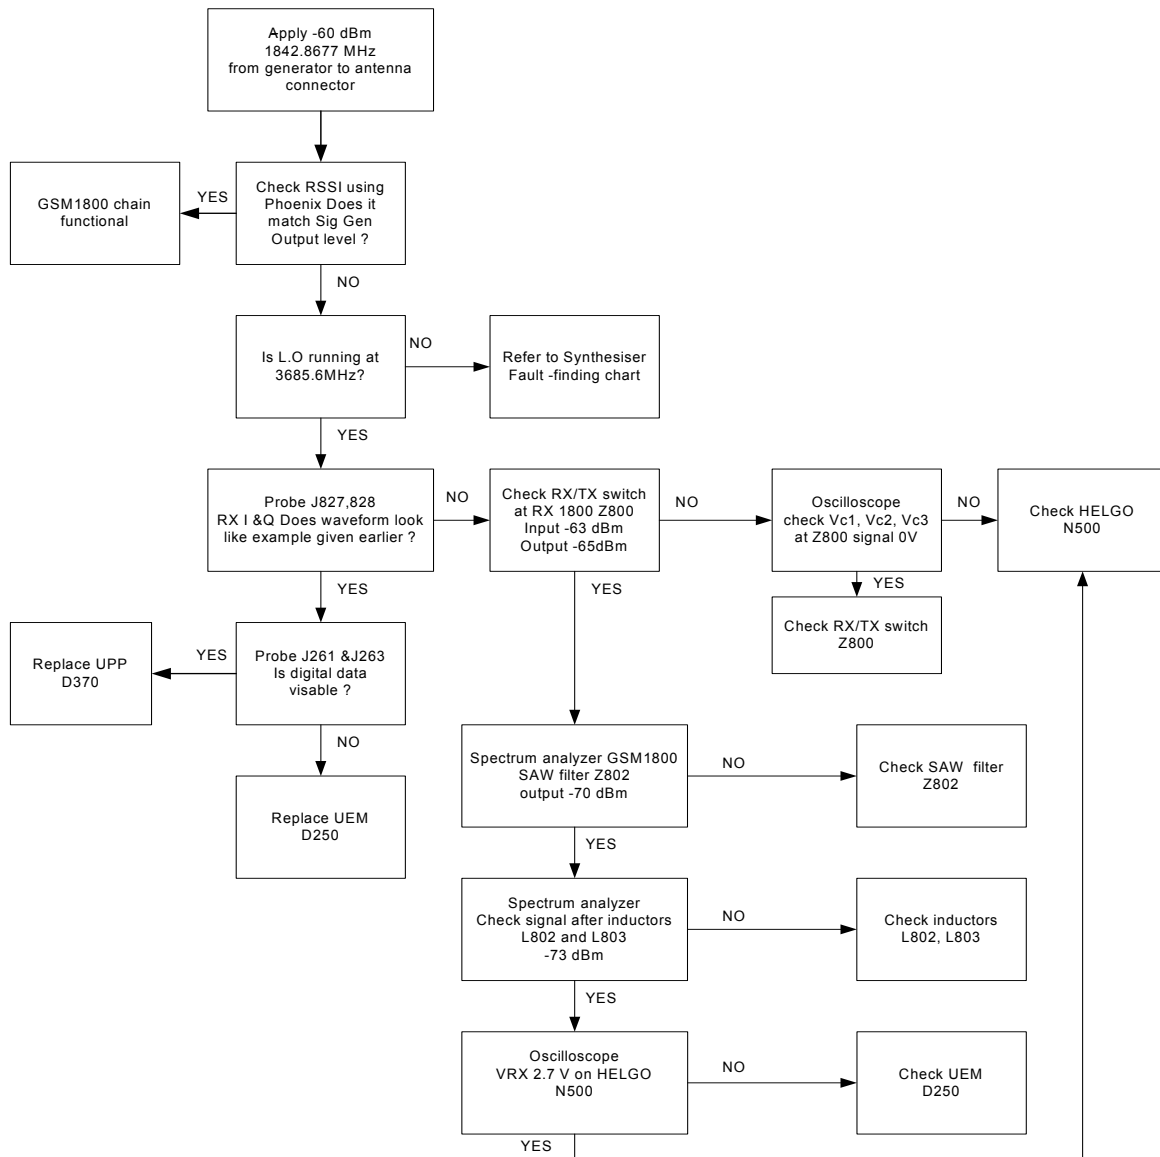 Apply -60 dBm
1842.8677 MHz
from generator to antenna
connector
Check RSSI using
Phoenix Does it
match Sig Gen
Output level ?
YES
GSM1800 chain
functional
NO
Is L.O running at
3685.6MHz?
NO
Refer to Synthesiser
Fault -finding chart
YES
Probe J827,828
RX I &Q Does waveform look
like example given earlier ?
NO
Check RX/TX switch
at RX 1800 Z800
Input -63 dBm
Output -65dBm
NO
Oscilloscope
check Vc1, Vc2, Vc3
at Z800 signal 0V
NO
Check HELGO
N500
YES
YES
YES
Check RX/TX switch
Z800
Probe J261 &J263
Is digital data
visable ?
YES
Replace UPP
D370
NO
Replace UEM
D250
Spectrum analyzer GSM1800
SAW filter Z802
output -70 dBm
NO
Check SAW filter
Z802
YES
Spectrum analyzer
Check signal after inductors
L802 and L803
-73 dBm
NO
Check inductors
L802, L803
YES
Oscilloscope
VRX 2.7 V on HELGO
N500
NO
Check UEM
D250
YES